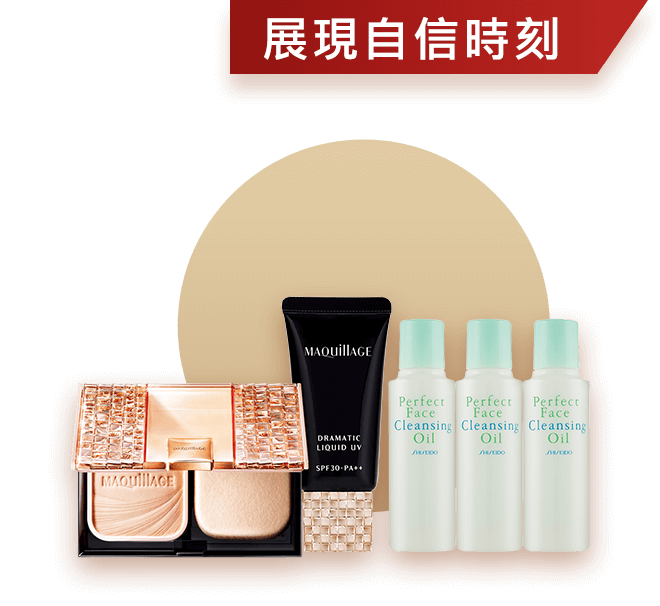 展現自信時刻
MAQuillAGE
DRAMATIC
LIQUID UV
SPF30·PA++
MAQuillAGE
Perfect
Face
Cleansing
Oil
SHISEIDO
Perfect
Face
Cleansing
Oil
SHISEIDO
Perfect
Face
Cleansing
Oil
SHISEIDO